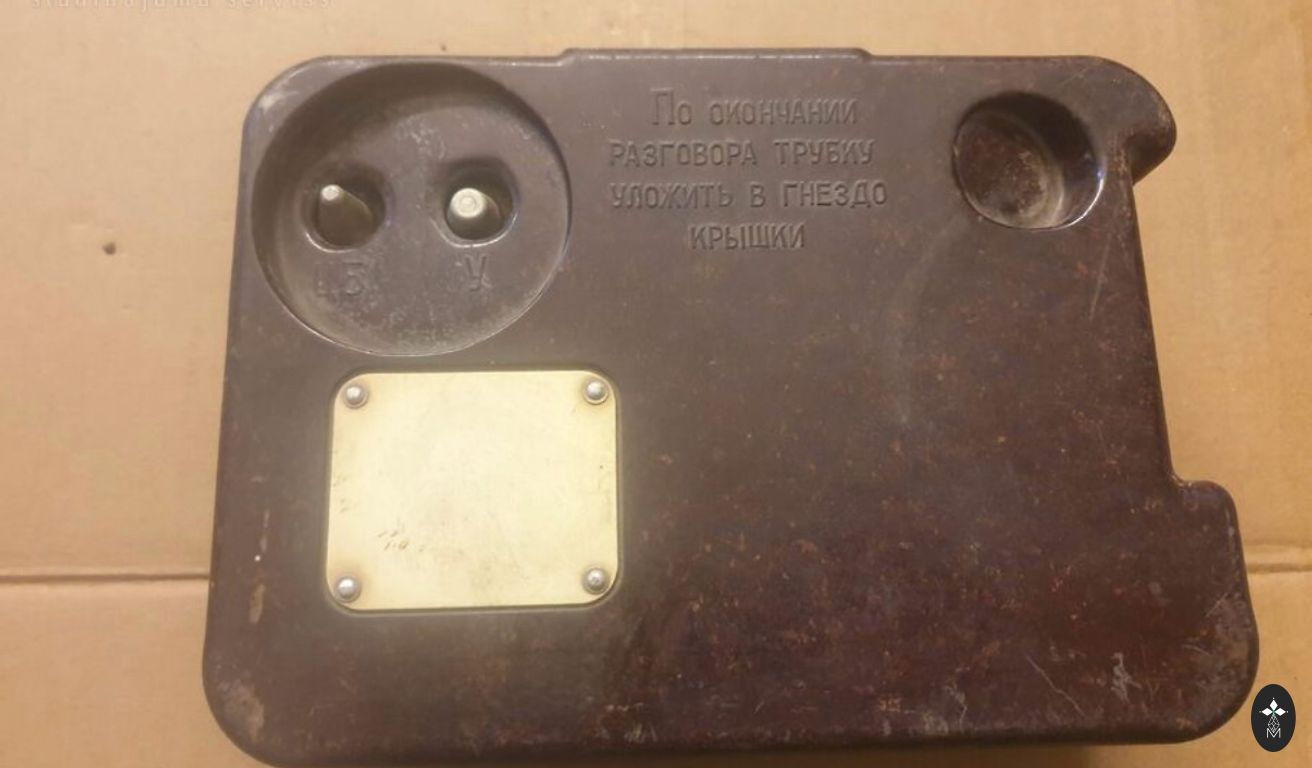 По окончании
РАЗГОВОРА ТРУБКУ
УЛОЖИТЬ В ГНЕЗДО
КРЫШКИ
У